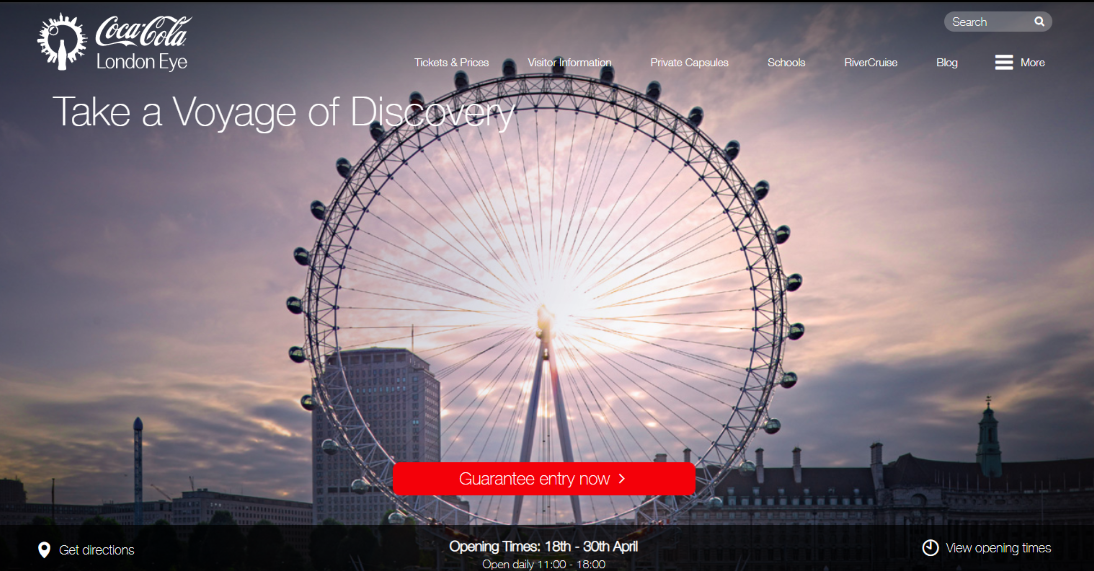 Coca-Cola
London Eye
Search
Tickets & Prices
Visitor Information
Private Capsules
Schools
RiverCruise
Blog
More
Take a Voyage of Discovery
Guarantee entry now
Get directions
Opening Times: 18th - 30th April
Open daily 11:00 - 18:00
View opening times